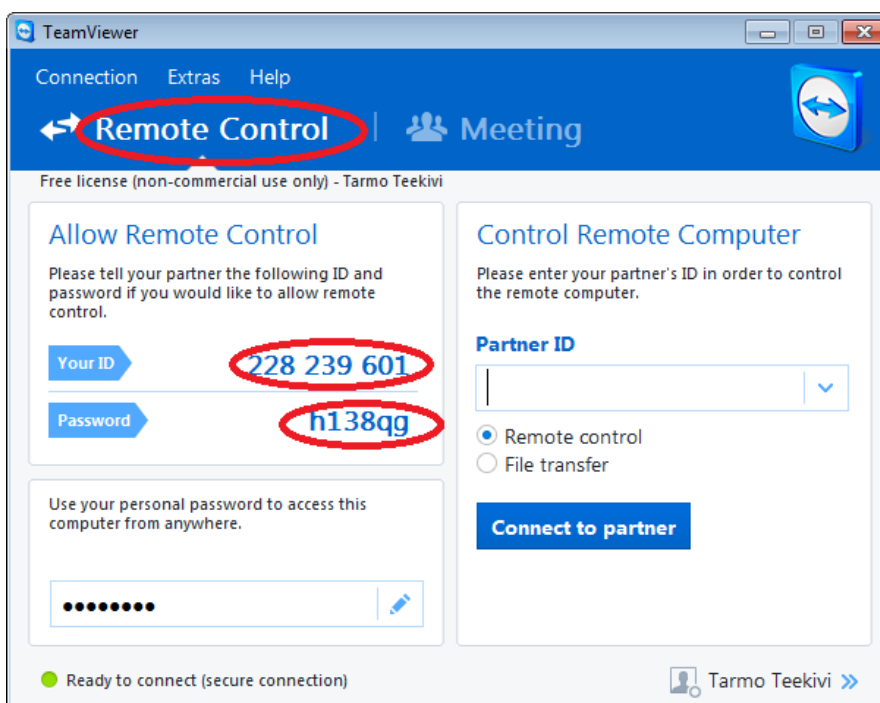 TeamViewer
Connection Extras Help
Remote Control Meeting
Free license (non-commercial use only) - Tarmo Teekivi
Allow Remote Control
Please tell your partner the following ID and
password if you would like to allow remote
control.
Your ID 228 239 601
Password h138qg
Use your personal password to access this
computer from anywhere.
••••••••
Control Remote Computer
Please enter your partner's ID in order to control
the remote computer.
Partner ID
Remote control
File transfer
Connect to partner
Ready to connect (secure connection)
Tarmo Teekivi